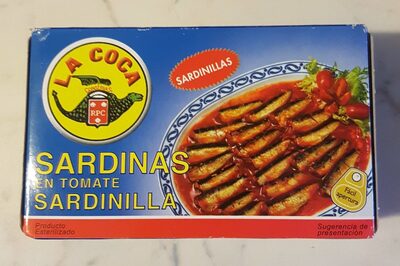 LA COCA
RPC
SARDINILLAS
SARDINAS
EN TOMATE
SARDINILLA
Fácil
apertura
Producto
Esterilizado
Sugerencia de
presentación